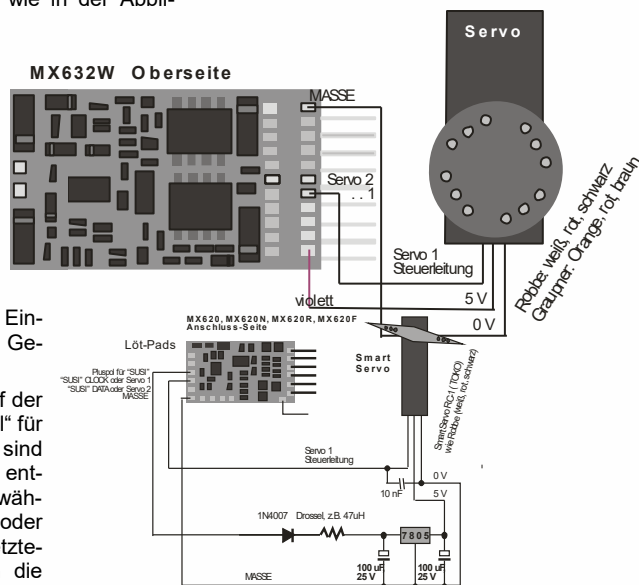 wie in der Abbil-
Servo
MX632W Oberseite
MASSE
Servo 2
. . 1
Robbe: weiß, rot, schwarz
Graupner: Orange, rot, braun
Servo 1
Steuerleitung
violett
5 V
0 V
Ein-
Ge-
MX620, MX620N, MX620R, MX620F
Anschluss-Seite
Löt-Pads
Pluspol für "SUSI"
"SUSI" CLOCK oder Servo 1
"SUSI" DATA oder Servo 2
MASSE
Smart
Servo
Smart Servo RC-1 (TOKO)
wie Robbe (weiß, rot, schwarz)
f der
l“ für
sind
ent-
wäh-
oder
etzte-
die
Servo 1
Steuerleitung
0 V
10 nF
5 V
1N4007
Drossel, z.B. 47uH
7805
100 uF
25 V
100 uF
25 V
MASSE